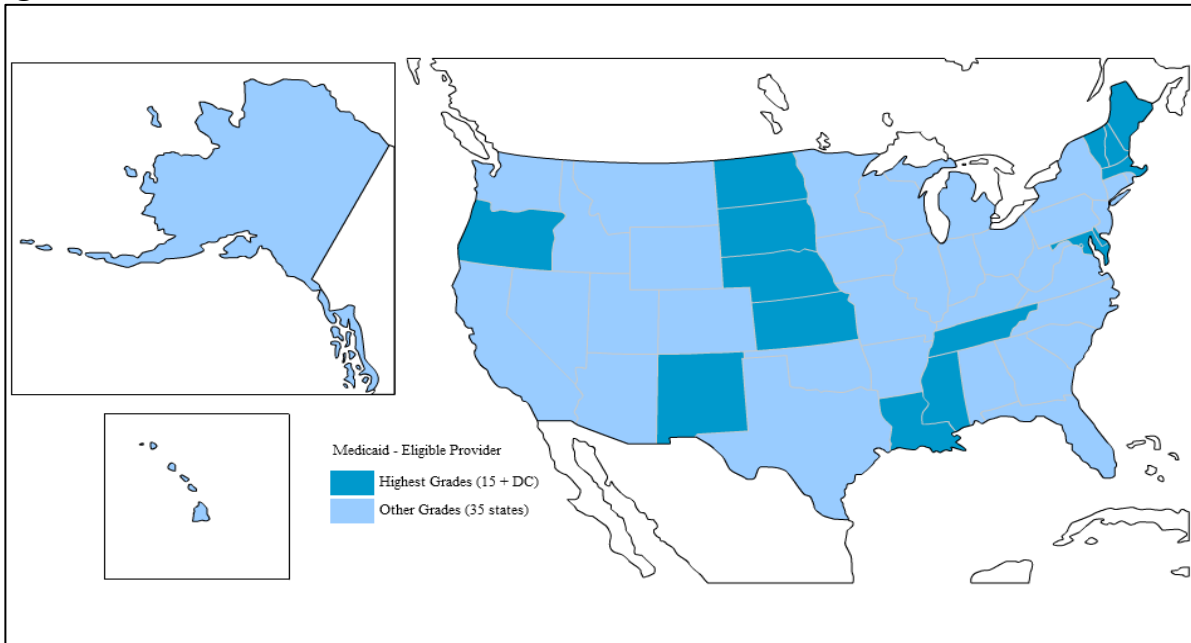 Medicaid - Eligible Provider
Highest Grades (15 + DC)
Other Grades (35 states)